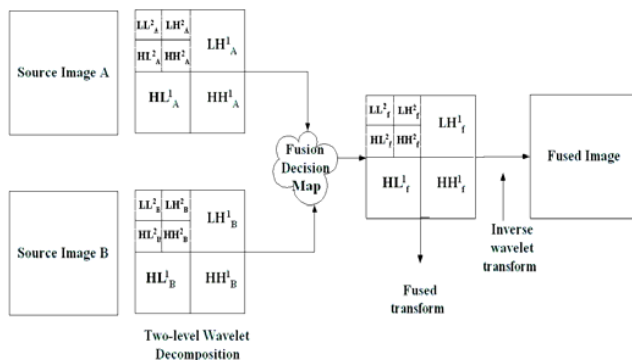 Source Image A
LL²A LH²A
HL²A HH²A
LH¹A
HL¹A HH¹A
Fusion
Decision
Map
LL²f LH²f
HL²f HH²f
LH¹f
HL¹f HH¹f
Fused Image
Source Image B
LL²B LH²B
HL²B HH²B
LH¹B
HL¹B HH¹B
Inverse
wavelet
transform
Fused
transform
Two-level Wavelet
Decomposition